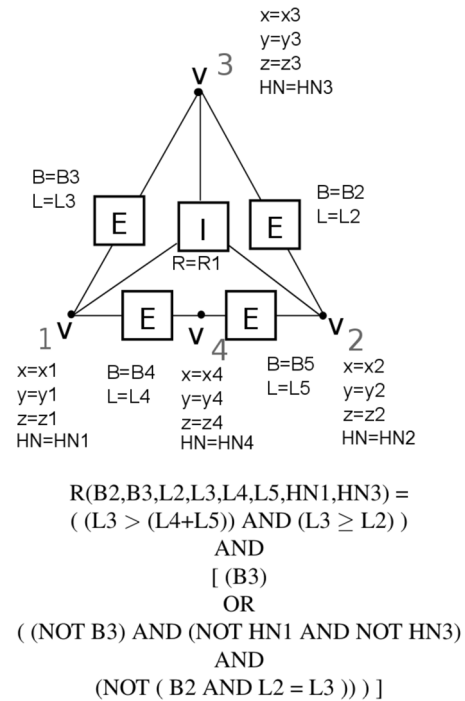 x=x3
y=y3
z=z3
HN=HN3
v 3
B=B3
L=L3
E
I
R=R1
E
B=B2
L=L2
1 v
E
v 4
E
v 2
x=x1
y=y1
z=z1
HN=HN1
B=B4
L=L4
x=x4
y=y4
z=z4
HN=HN4
B=B5
L=L5
x=x2
y=y2
z=z2
HN=HN2
R(B2,B3,L2,L3,L4,L5,HN1,HN3) =
( (L3 > (L4+L5)) AND (L3 ≥ L2) )
AND
[ (B3)
OR
( (NOT B3) AND (NOT HN1 AND NOT HN3)
AND
(NOT ( B2 AND L2 = L3 )) ) ]